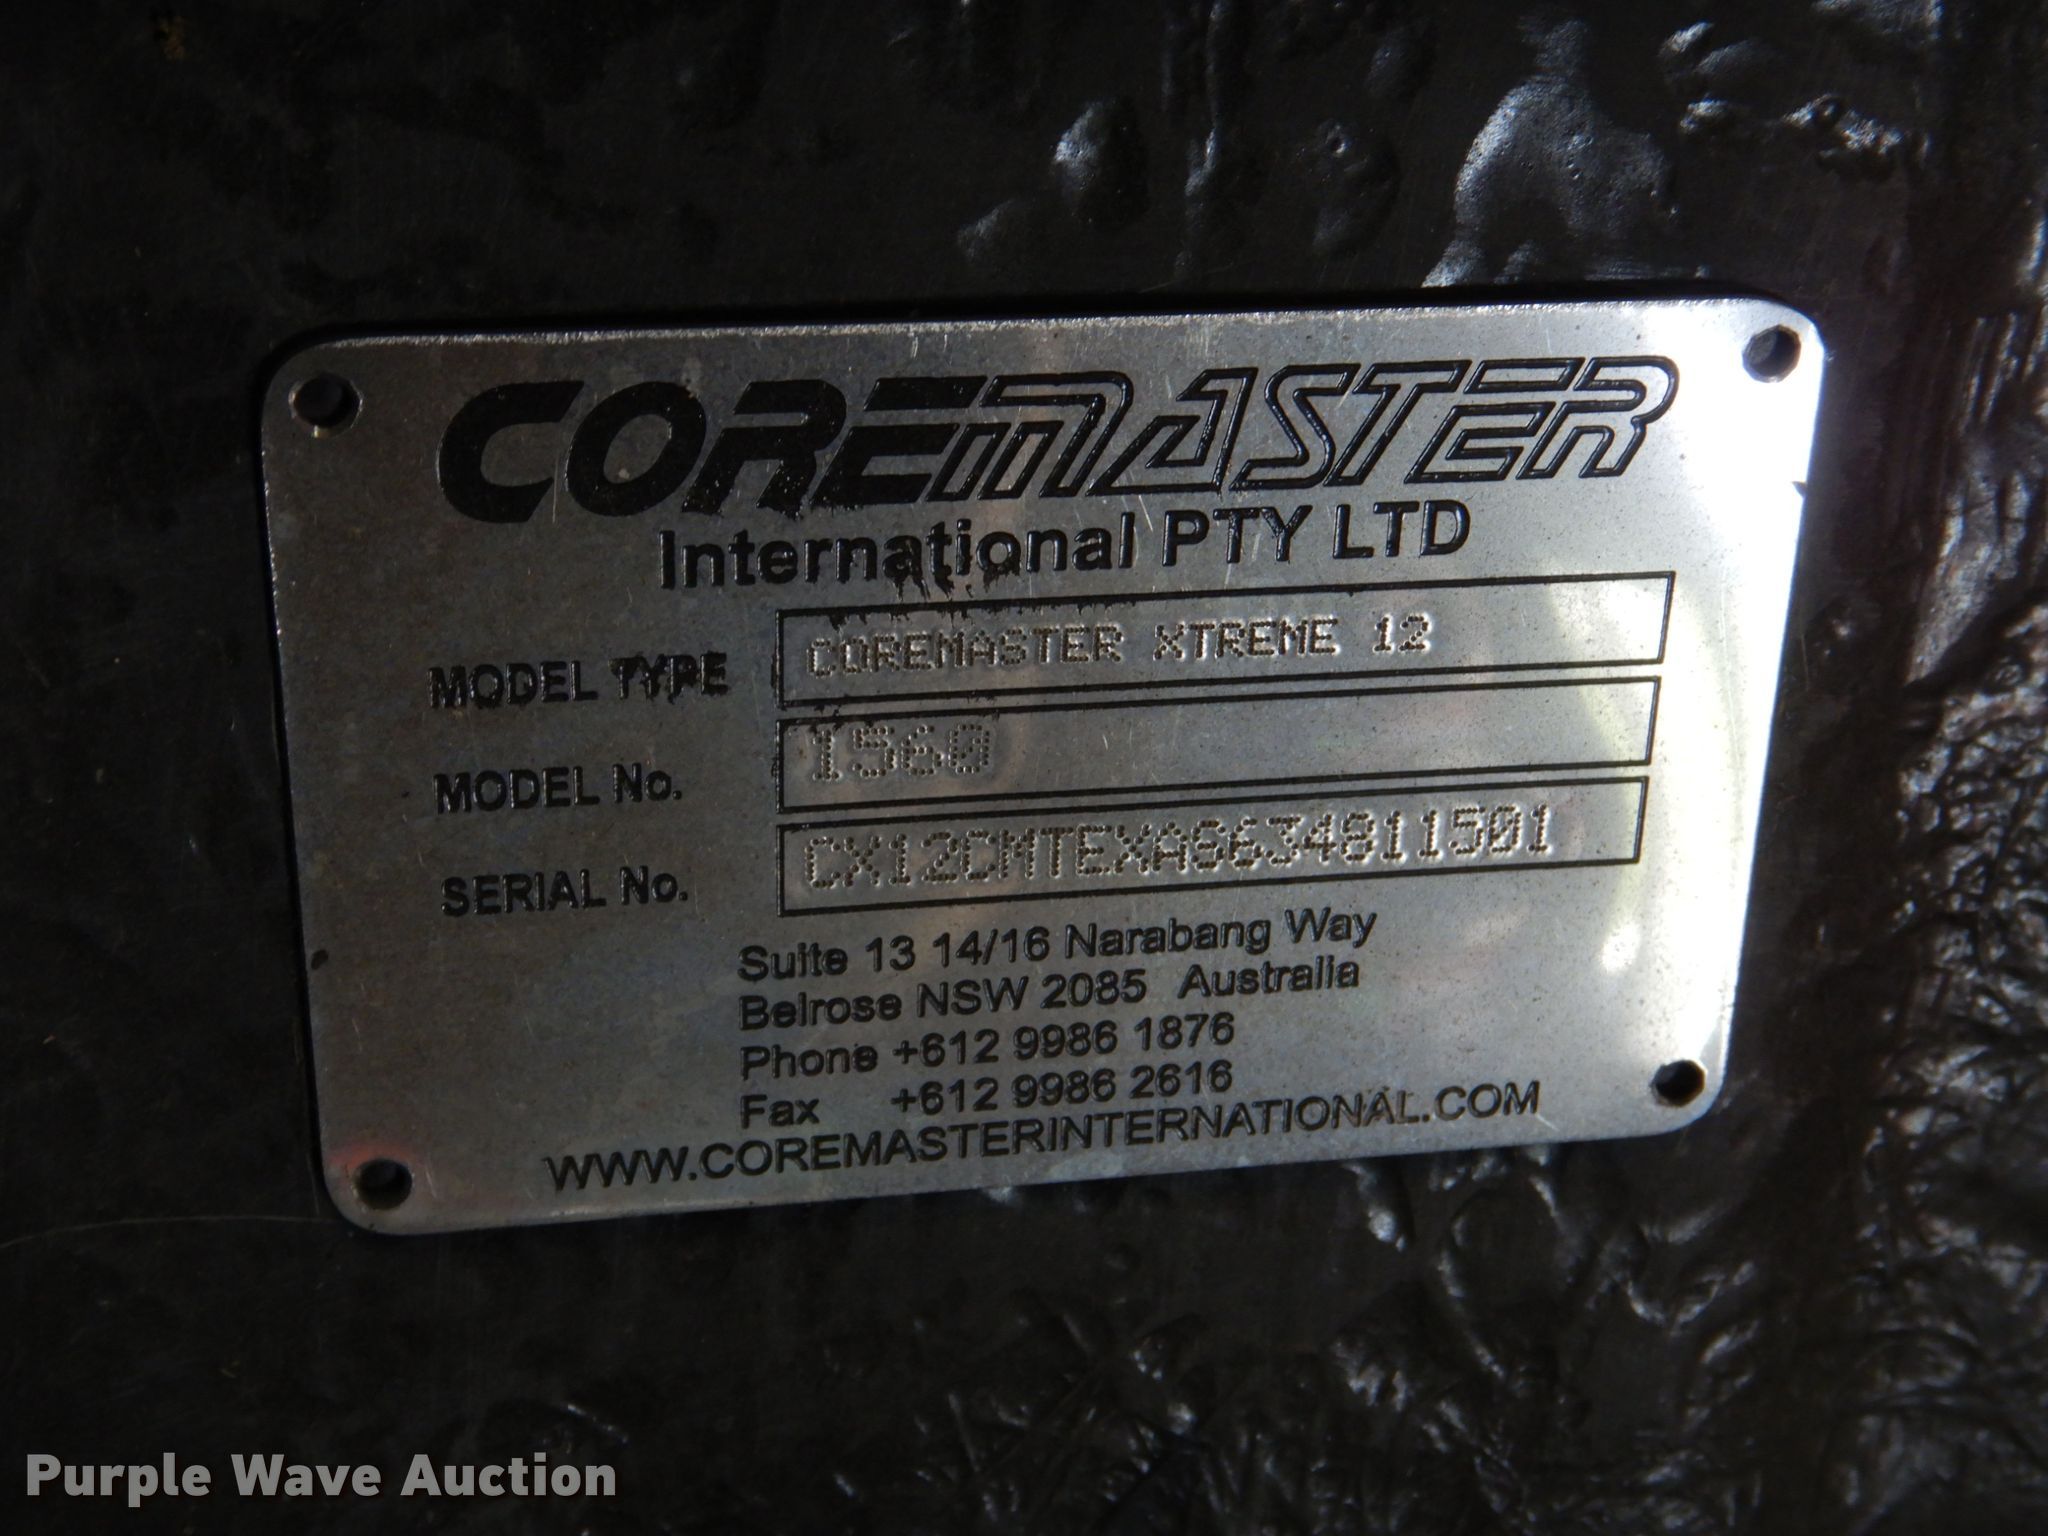 COREMASTER
International PTY LTD
MODEL TYPE COREMASTER XTREME 12
MODEL No. 1560
SERIAL No. CX12CMTEXAS634811501
Suite 13 14/16 Narabang Way
Belrose NSW 2085 Australia
Phone +612 9986 1876
Fax +612 9986 2616
WWW.COREMASTERINTERNATIONAL.COM
Purple Wave Auction